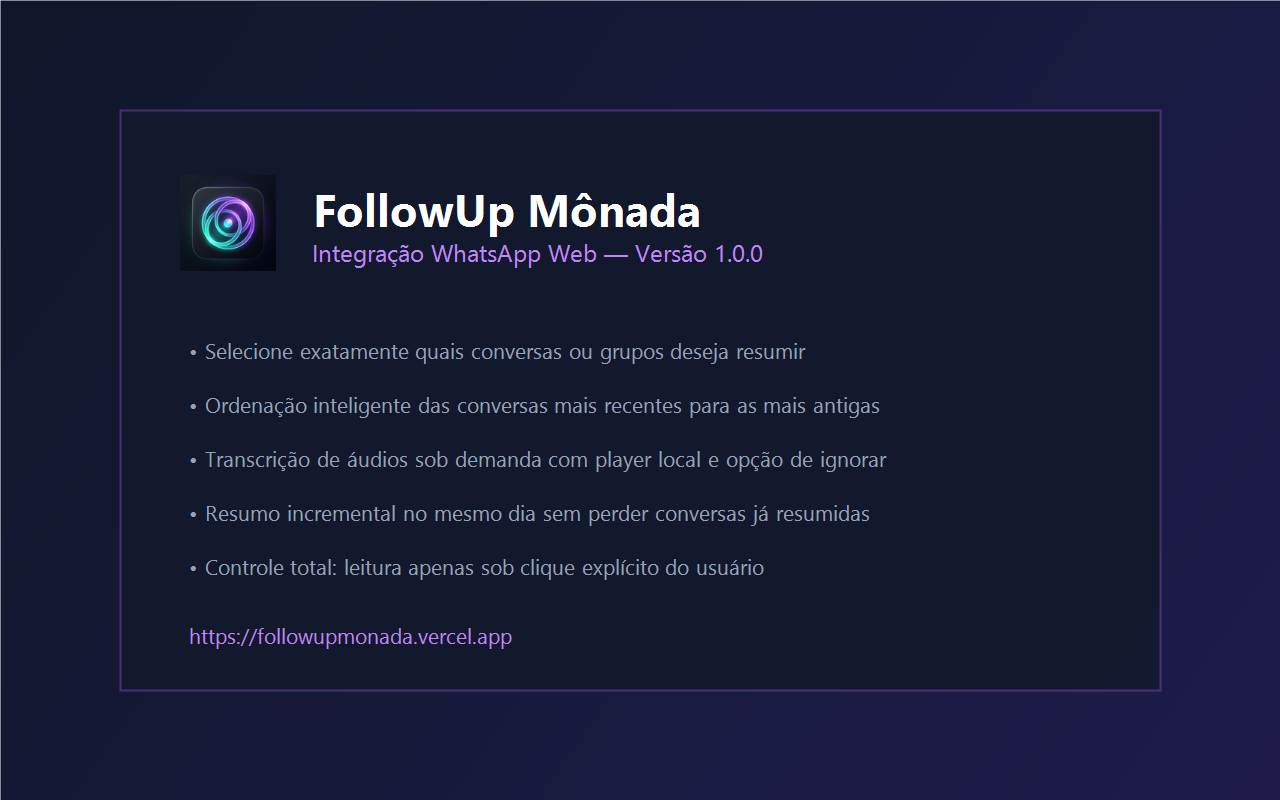 FollowUp Mônada
Integração WhatsApp Web — Versão 1.0.0
• Selecione exatamente quais conversas ou grupos deseja resumir
• Ordenação inteligente das conversas mais recentes para as mais antigas
• Transcrição de áudios sob demanda com player local e opção de ignorar
• Resumo incremental no mesmo dia sem perder conversas já resumidas
• Controle total: leitura apenas sob clique explícito do usuário
https://followupmonada.vercel.app